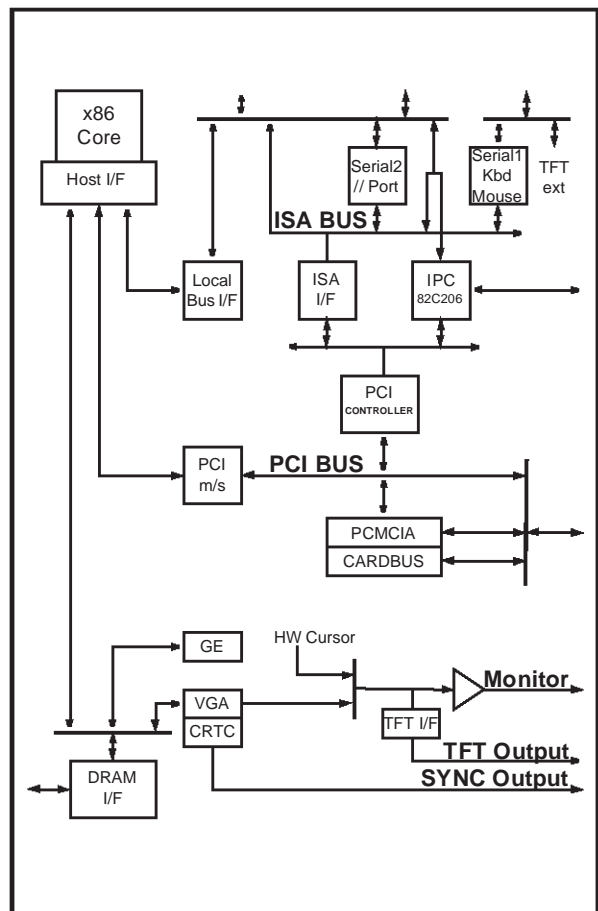 x86
Core
Host I/F
Serial2
// Port
Serial1
Kbd
Mouse
TFT
ext
ISA BUS
Local
Bus I/F
ISA
I/F
IPC
82C206
PCI
CONTROLLER
PCI
m/s
PCI BUS
PCMCIA
CARDBUS
GE
HW Cursor
VGA
CRTC
Monitor
TFT I/F
TFT Output
SYNC Output
DRAM
I/F